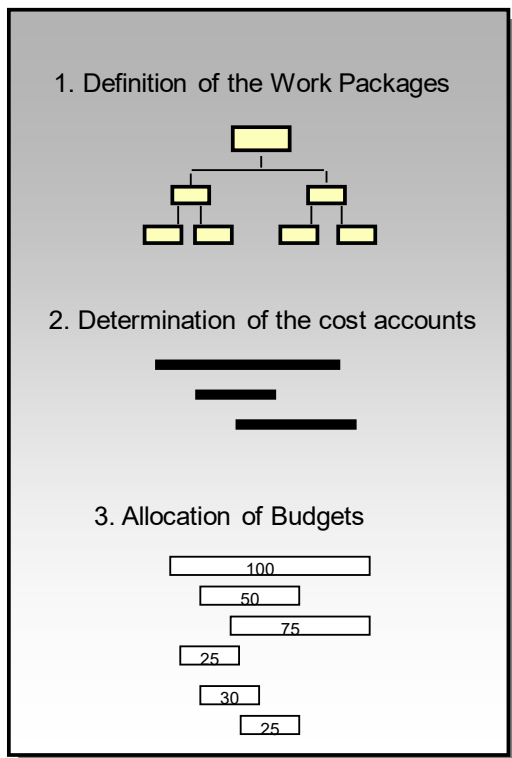 1. Definition of the Work Packages
2. Determination of the cost accounts
3. Allocation of Budgets
100
50
75
25
30
25